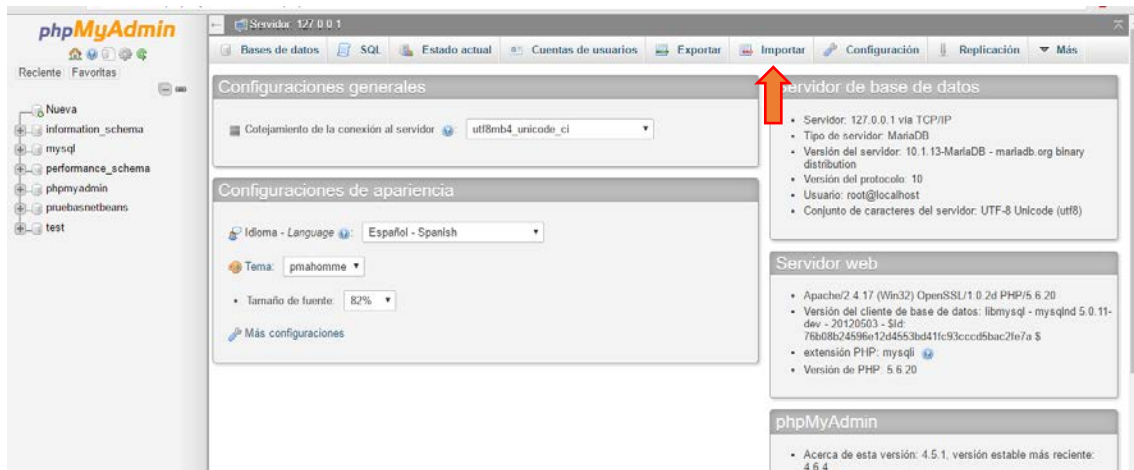 phpMyAdmin
Reciente Favoritas
Nueva
information_schema
mysql
performance_schema
phpmyadmin
pruebasnetbeans
test
Servidor: 127.0.0.1
Bases de datos SQL Estado actual Cuentas de usuarios Exportar Importar Configuración Replicación Más
Configuraciones generales
Cotejamiento de la conexión al servidor utf8mb4_unicode_ci
Configuraciones de apariencia
Idioma - Language : Español - Spanish
Tema: pmahomme
Tamaño de fuente: 82%
Más configuraciones
Servidor de base de datos
Servidor: 127.0.0.1 via TCP/IP
Tipo de servidor: MariaDB
Versión del servidor: 10.1.13-MariaDB - mariadb.org binary
distribution
Versión del protocolo: 10
Usuario: root@localhost
Conjunto de caracteres del servidor: UTF-8 Unicode (utf8)
Servidor web
Apache/2.4.17 (Win32) OpenSSL/1.0.2d PHP/5.6.20
Versión del cliente de base de datos: libmysql - mysqlnd 5.0.11-
dev - 20120503 - $Id:
76b08b24596e12d4553bd41fc93cccd5bac2fe7a $
extensión PHP: mysqli
Versión de PHP: 5.6.20
phpMyAdmin
Acerca de esta versión: 4.5.1, versión estable más reciente:
4.6.4